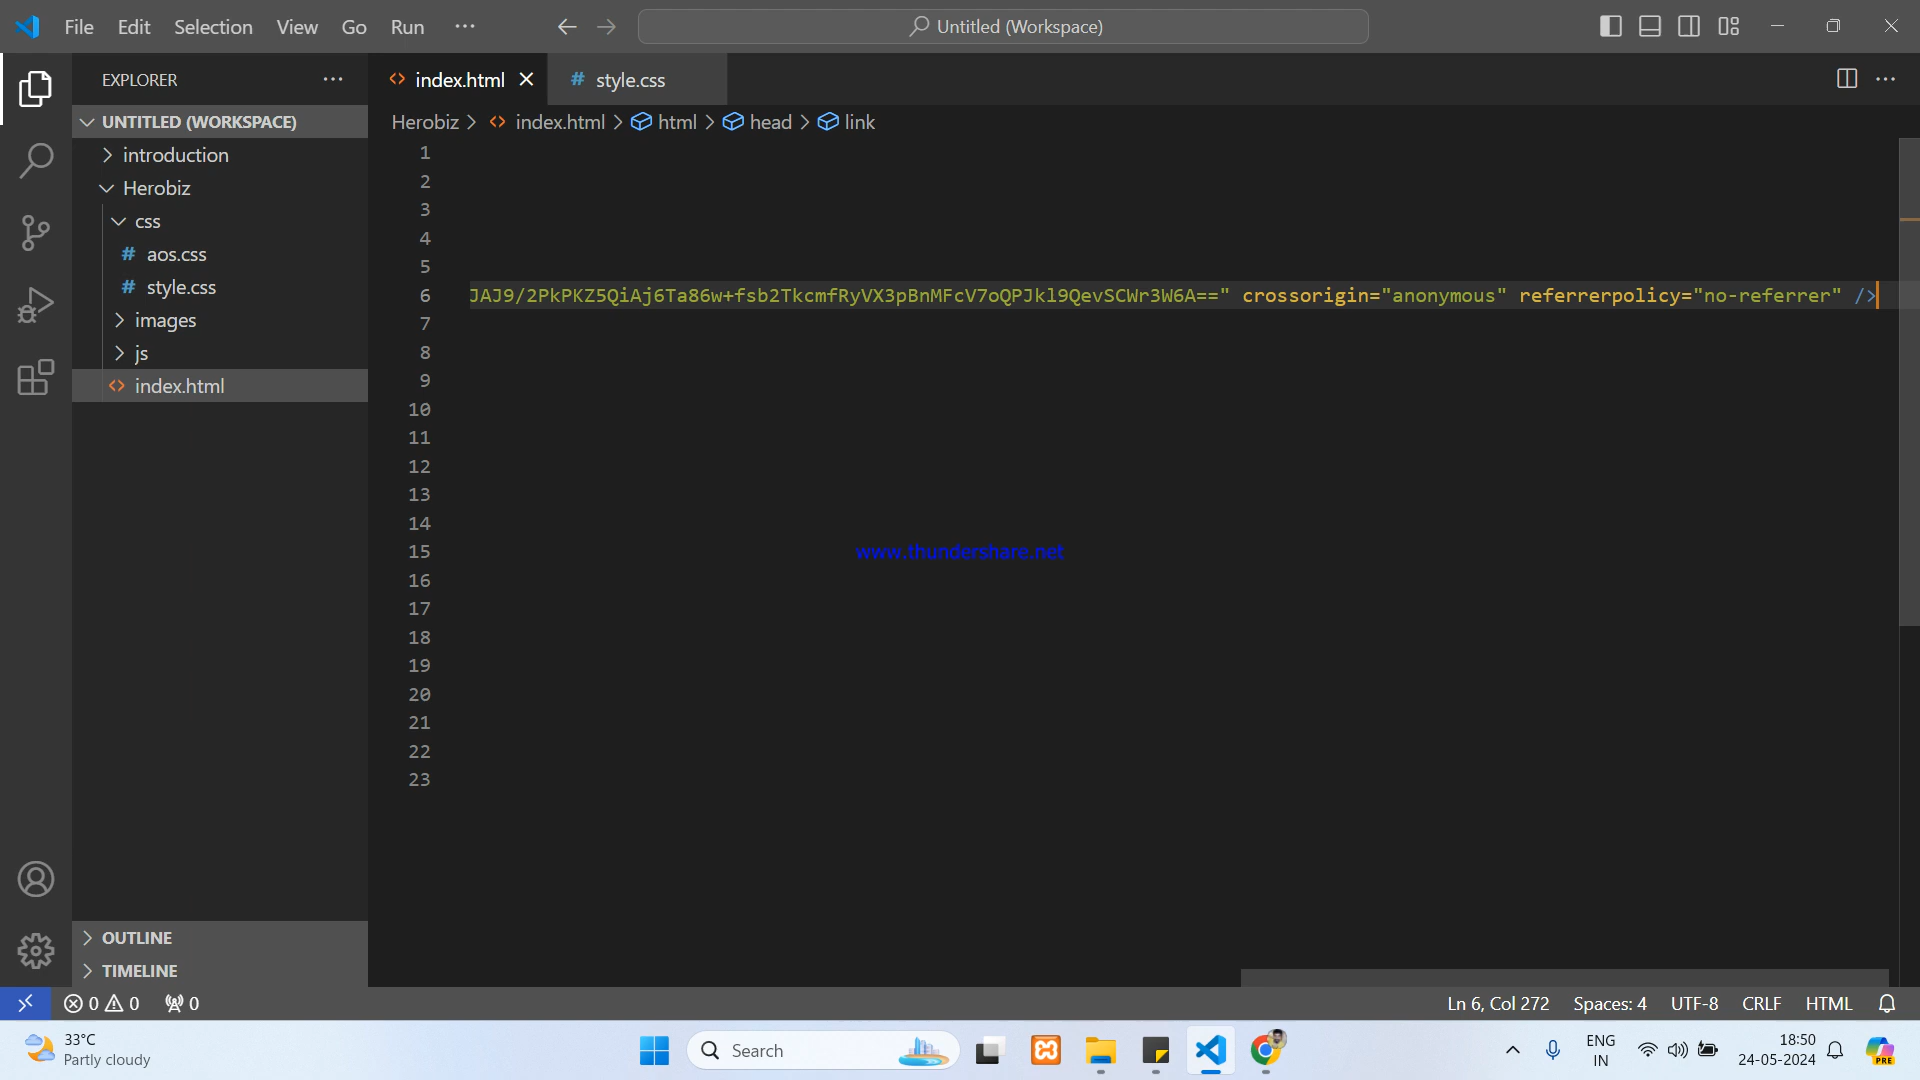 File Edit Selection View Go Run ··· Untitled (Workspace)
EXPLORER ···
UNTITLED (WORKSPACE)
introduction
Herobiz
css
# aos.css
# style.css
images
js
<> index.html
OUTLINE
TIMELINE
<> index.html # style.css
Herobiz > <> index.html > html > head > link
1
2
3
4
5
6 JAJ9/2PkPKZ5QiAj6Ta86w+fsb2TkcmfRyVX3pBnMFcV7oQPJkl9QevSCWr3W6A==" crossorigin="anonymous" referrerpolicy="no-referrer" />
7
8
9
10
11
12
13
14
15
16
17
18
19
20
21
22
23
www.thundershare.net
0 0 0 Ln 6, Col 272 Spaces: 4 UTF-8 CRLF HTML
33°C
Partly cloudy
Search
PRE
ENG
IN
18:50
24-05-2024